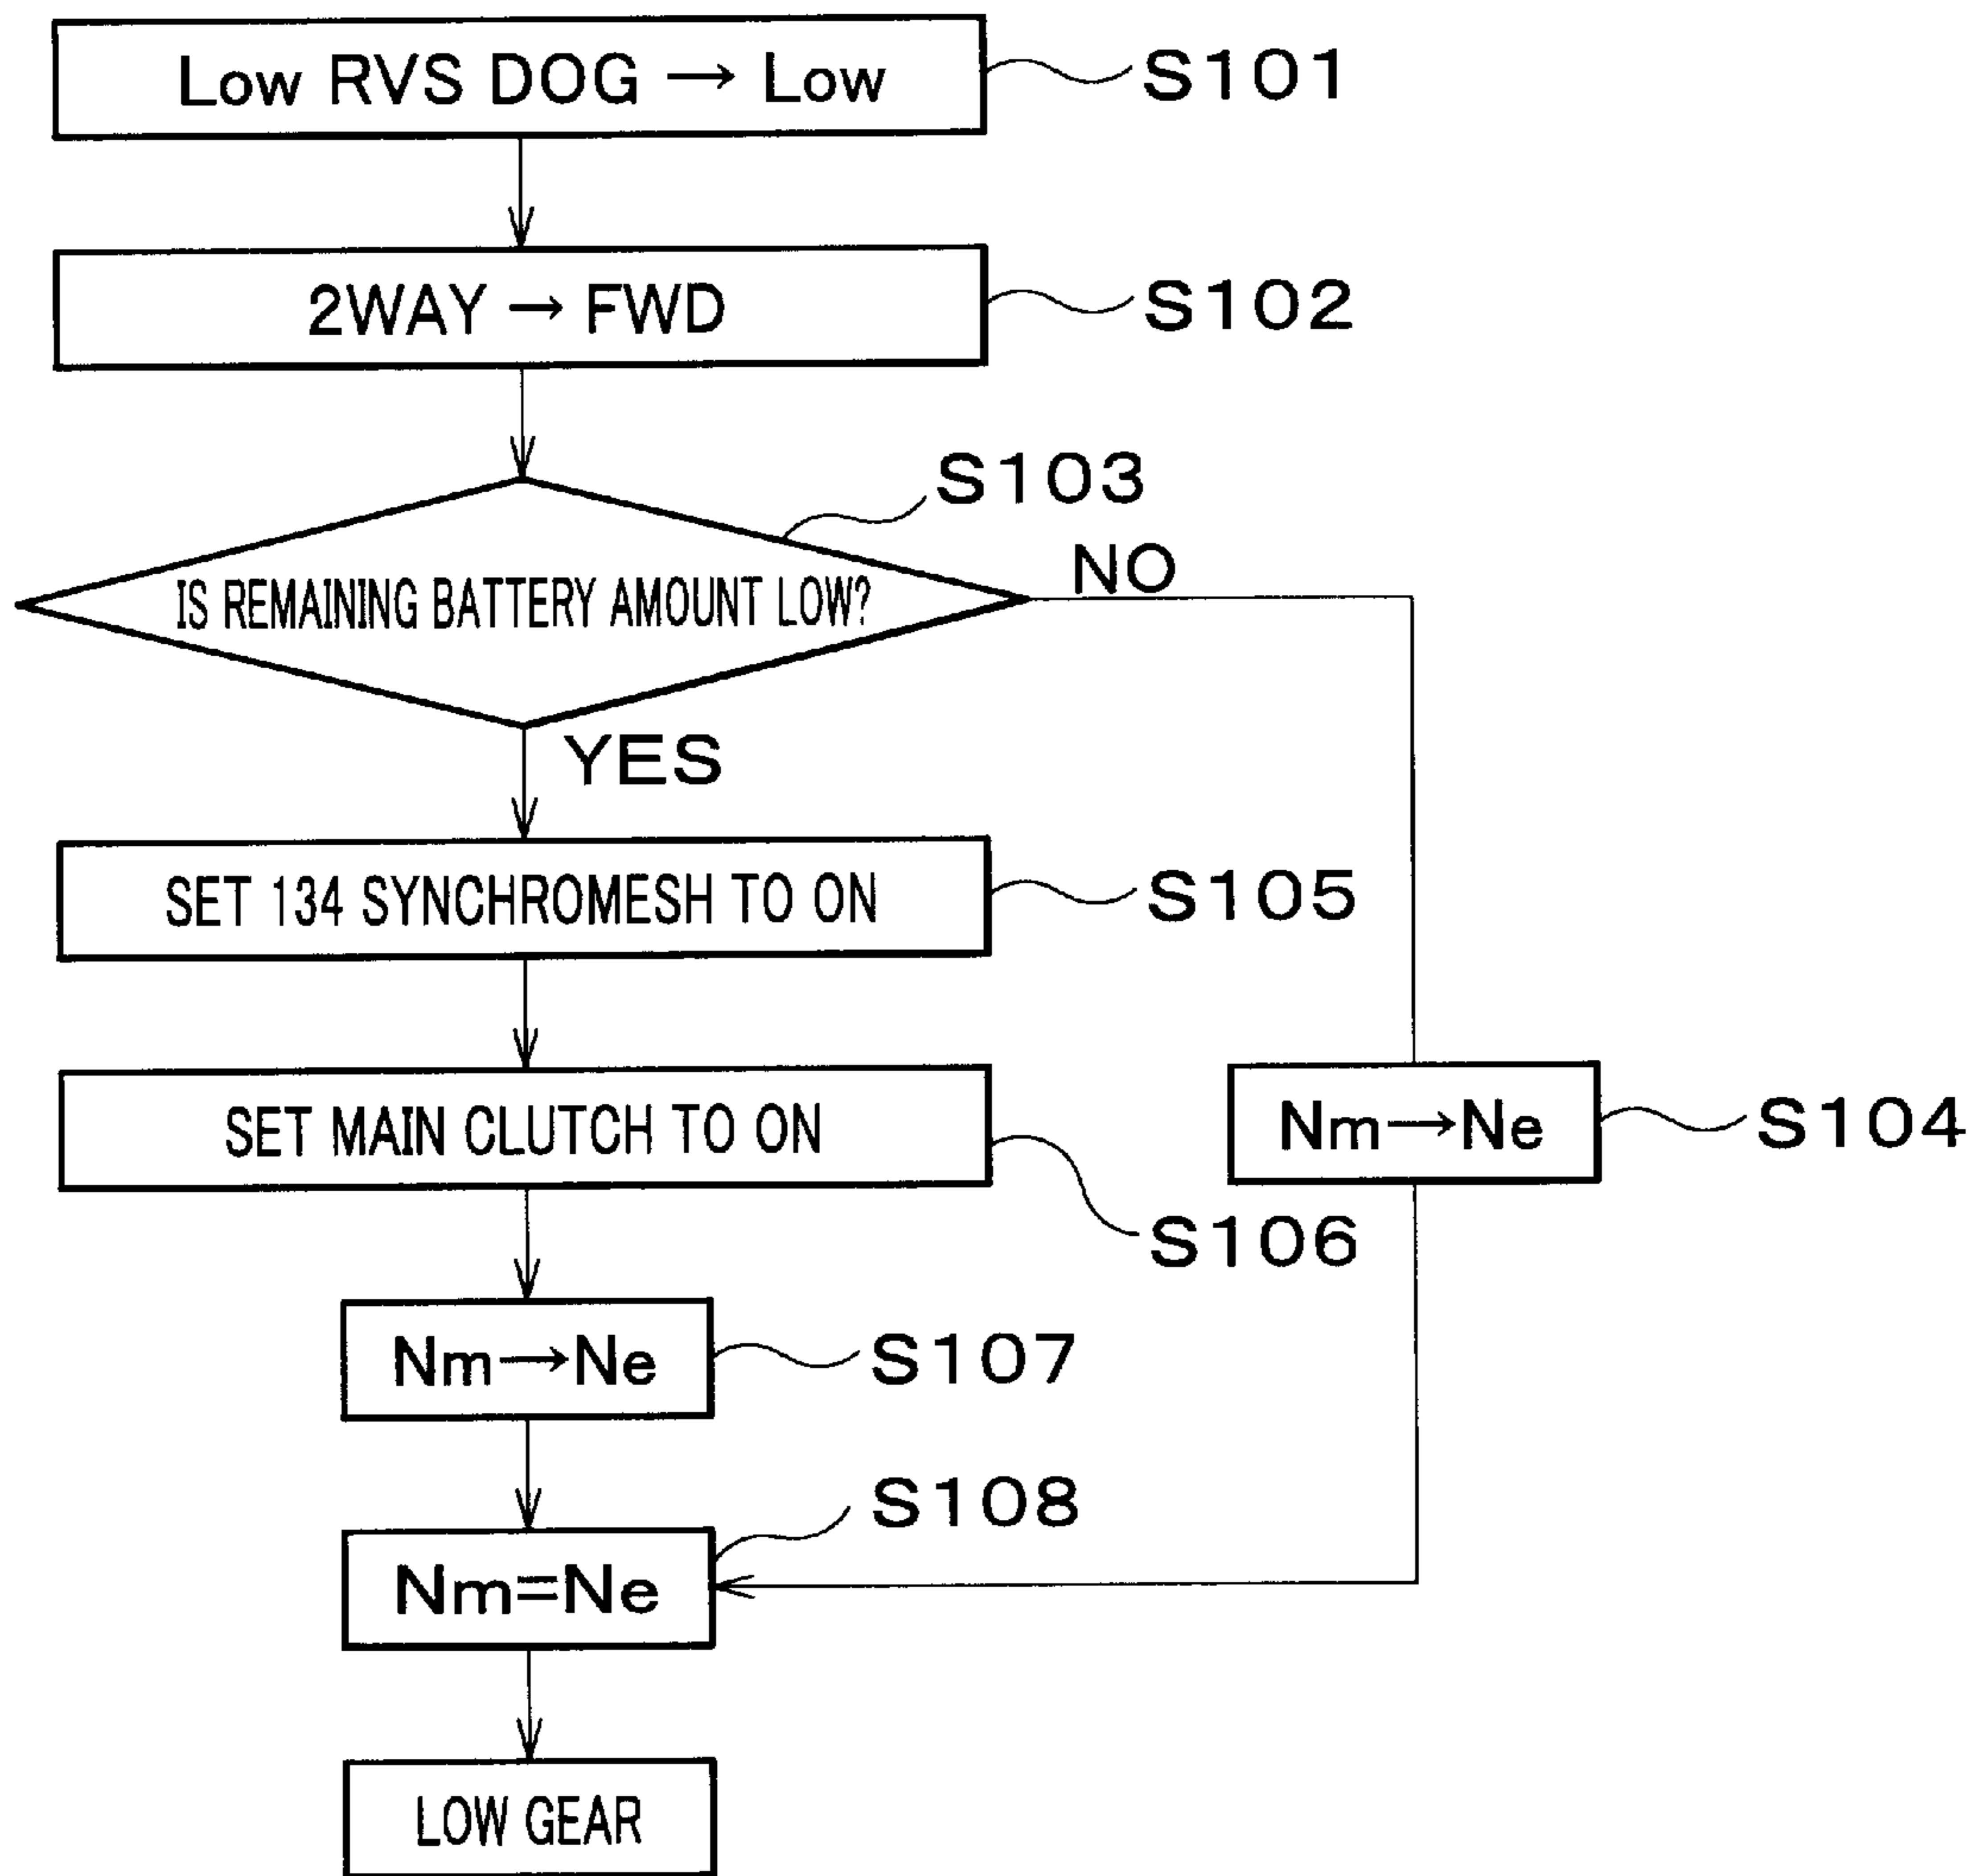 Low RVS DOG → Low
S101
2WAY → FWD
S102
S103
IS REMAINING BATTERY AMOUNT LOW?
NO
YES
SET 134 SYNCHROMESH TO ON
S105
SET MAIN CLUTCH TO ON
S106
Nm→Ne
S104
Nm→Ne
S107
S108
Nm=Ne
LOW GEAR